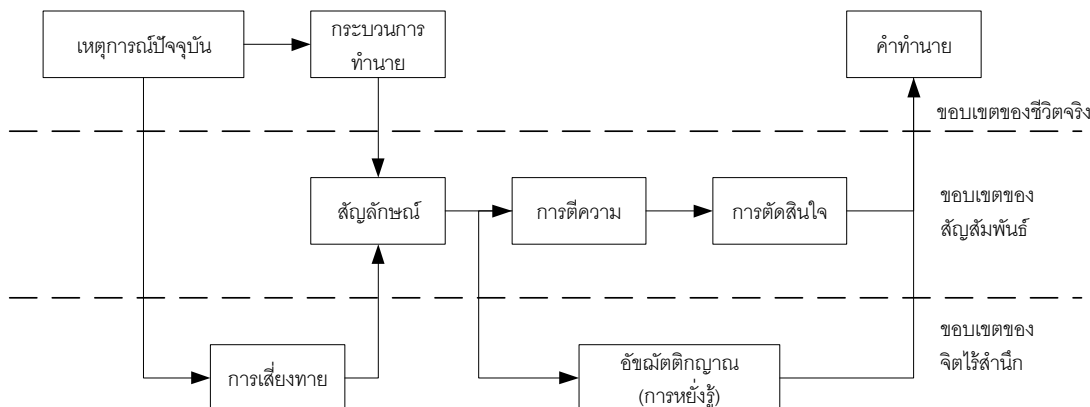 เหตุการณ์ปัจจุบัน
กระบวนการ
ทำนาย
คำทำนาย
ขอบเขตของชีวิตจริง
สัญลักษณ์
การตีความ
การตัดสินใจ
ขอบเขตของ
สัญสัมพันธ์
การเสี่ยงทาย
อัชฌัตติกญาณ
(การหยั่งรู้)
ขอบเขตของ
จิตไร้สำนึก